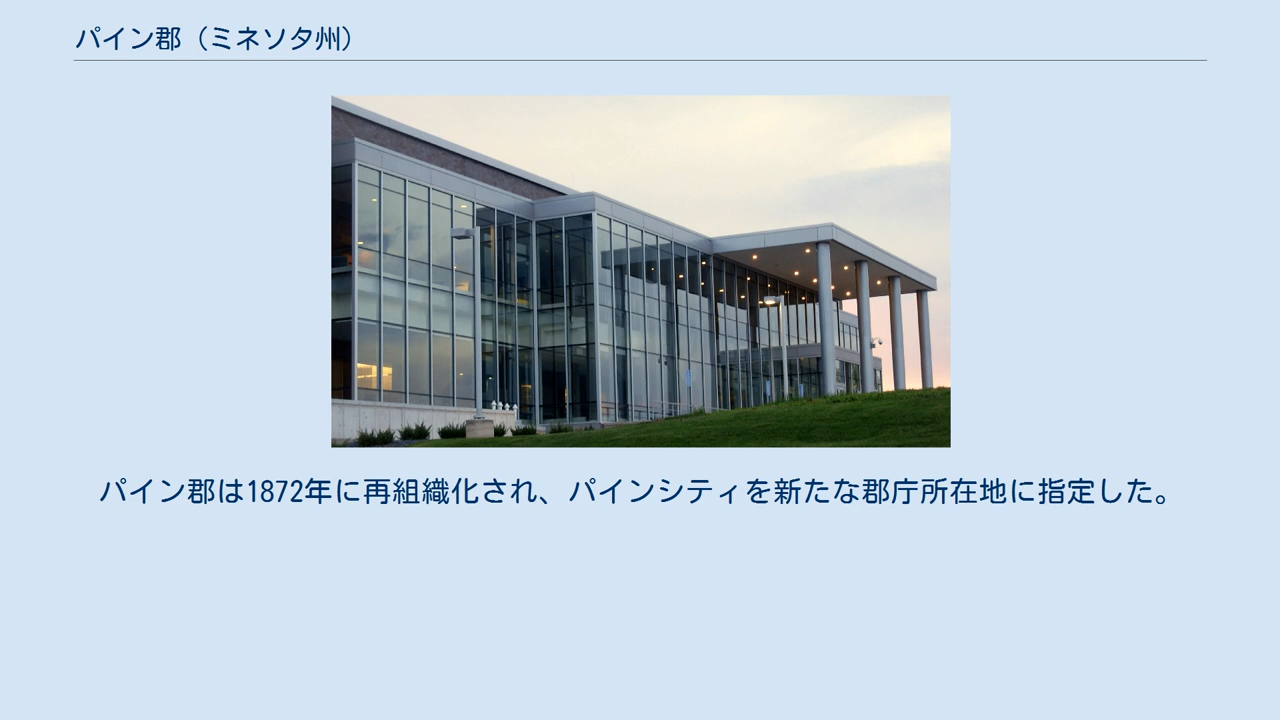 パイン郡（ミネソタ州）
パイン郡は1872年に再組織化され、パインシティを新たな郡庁所在地に指定した。